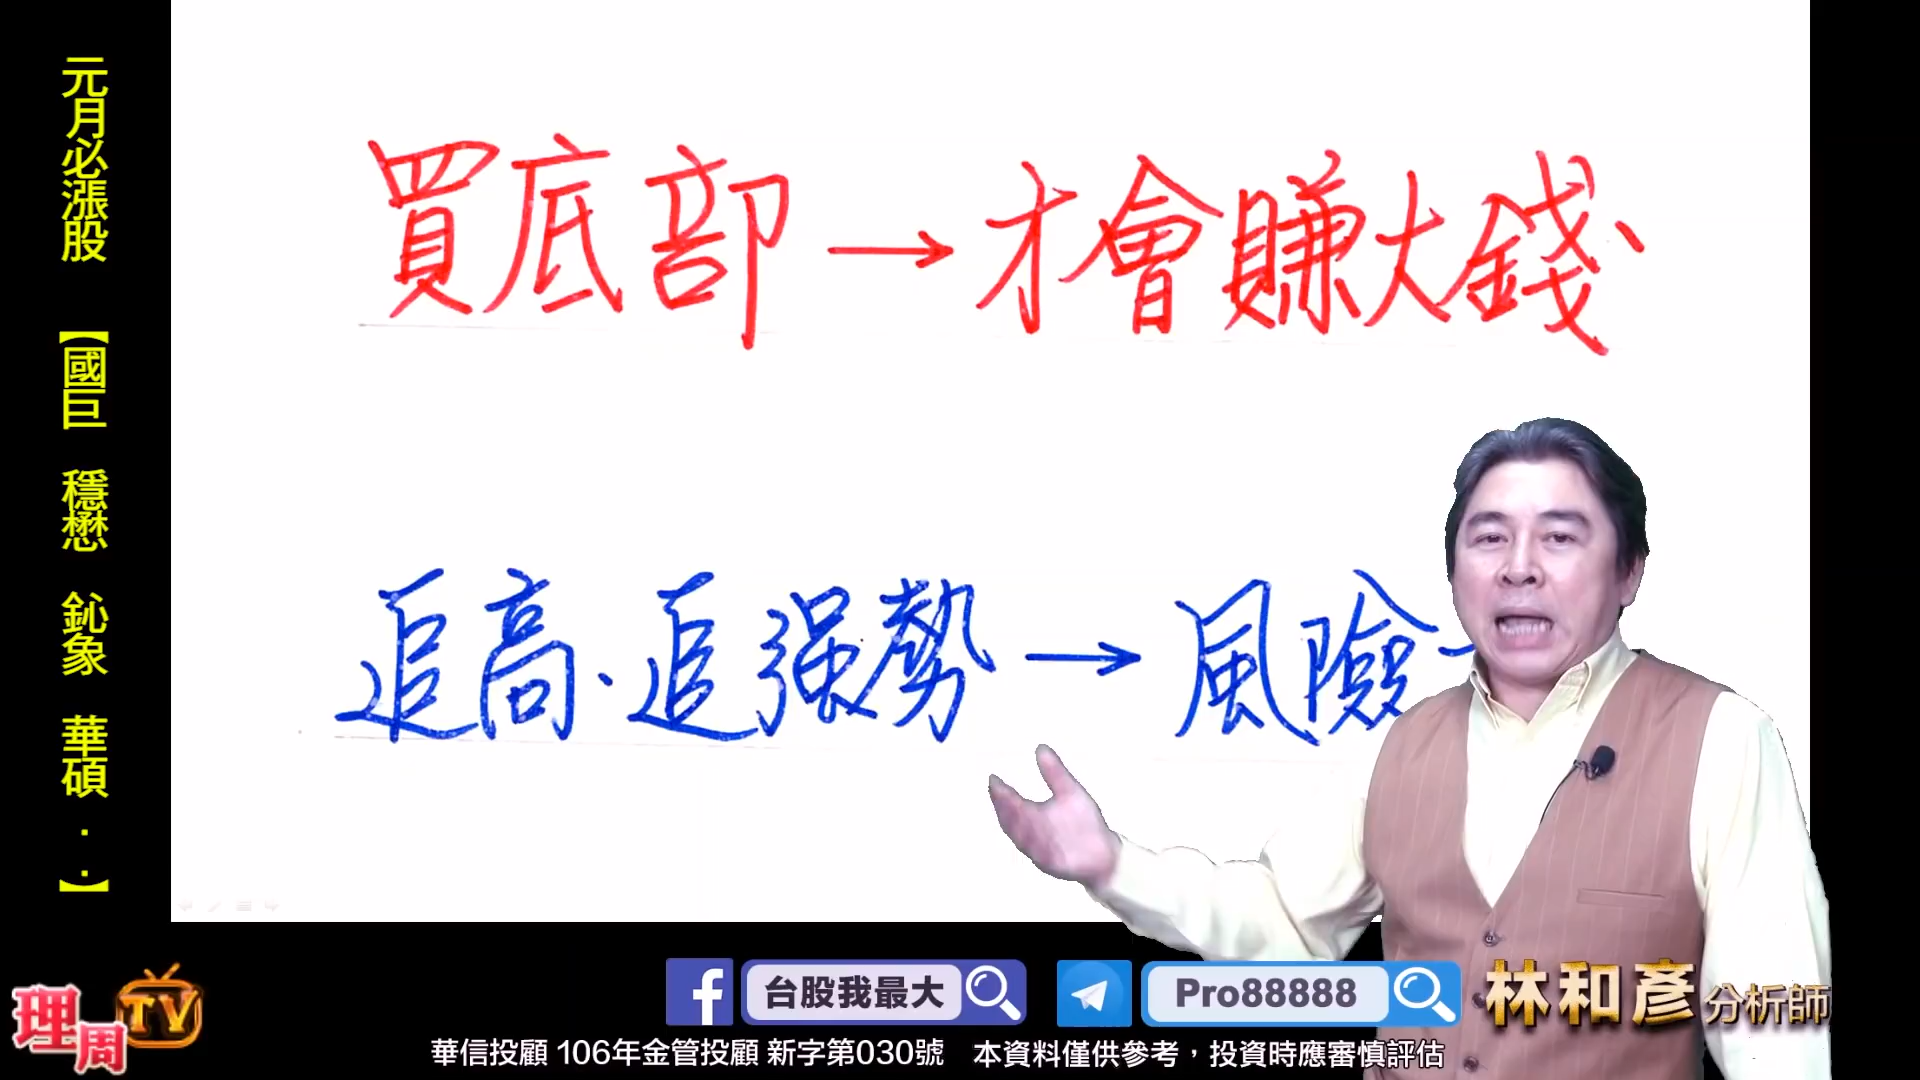 元月必漲股 【國巨 穩懋 鈊象 華碩..】
買底部→才會賺大錢、
追高.追强勢→風險
理周TV
台股我最大
Pro88888
林和彥分析師
華信投顧 106年金管投顧 新字第030號 本資料僅供參考，投資時應審慎評估